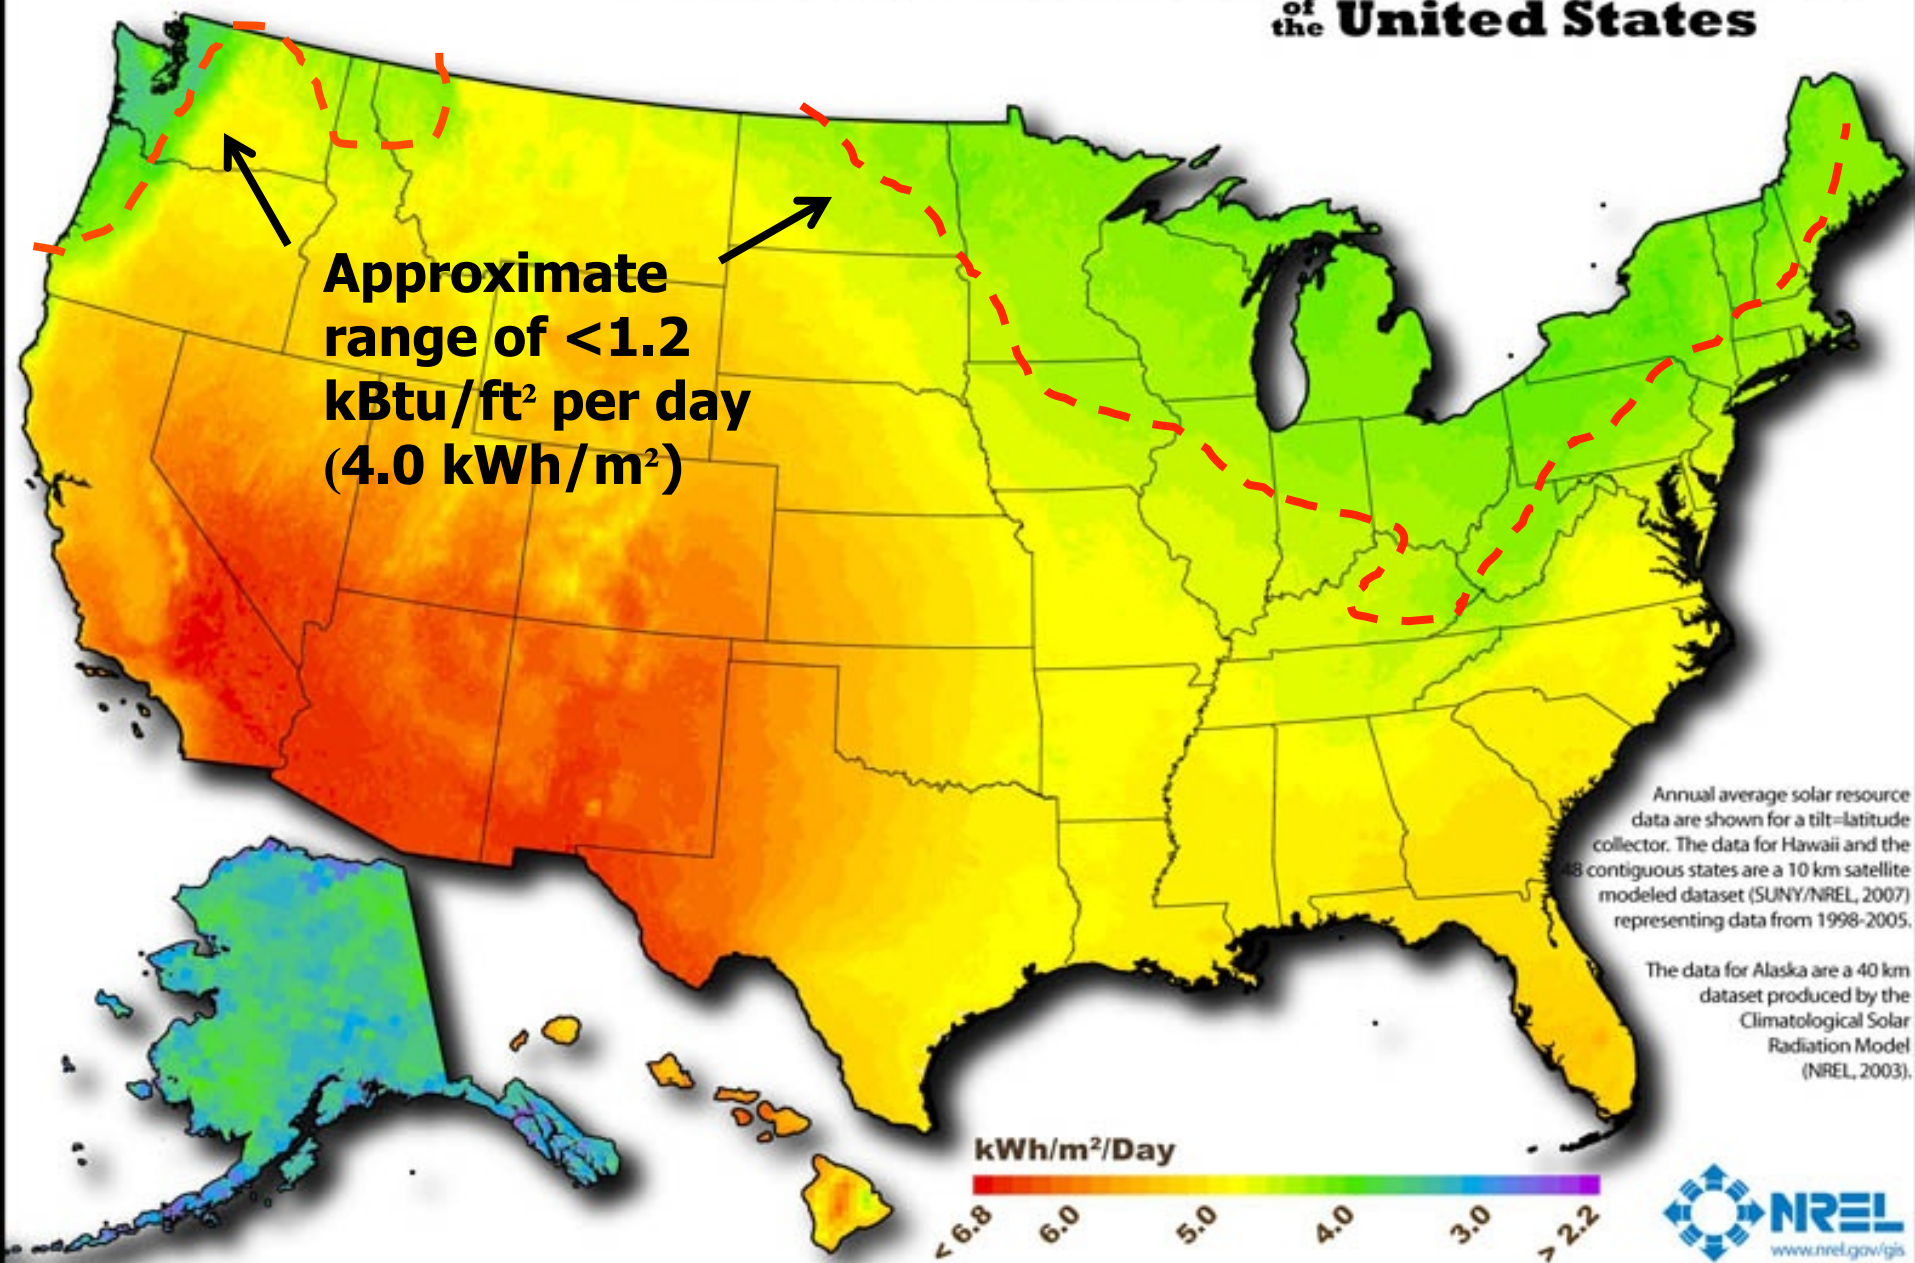 of
the United States
Approximate
range of <1.2
kBtu/ft² per day
(4.0 kWh/m²)
Annual average solar resource
data are shown for a tilt=latitude
collector. The data for Hawaii and the
48 contiguous states are a 10 km satellite
modeled dataset (SUNY/NREL, 2007)
representing data from 1998-2005.
The data for Alaska are a 40 km
dataset produced by the
Climatological Solar
Radiation Model
(NREL, 2003).
kWh/m²/Day
< 6.8
6.0
5.0
4.0
3.0
> 2.2
NREL
www.nrel.gov/gis